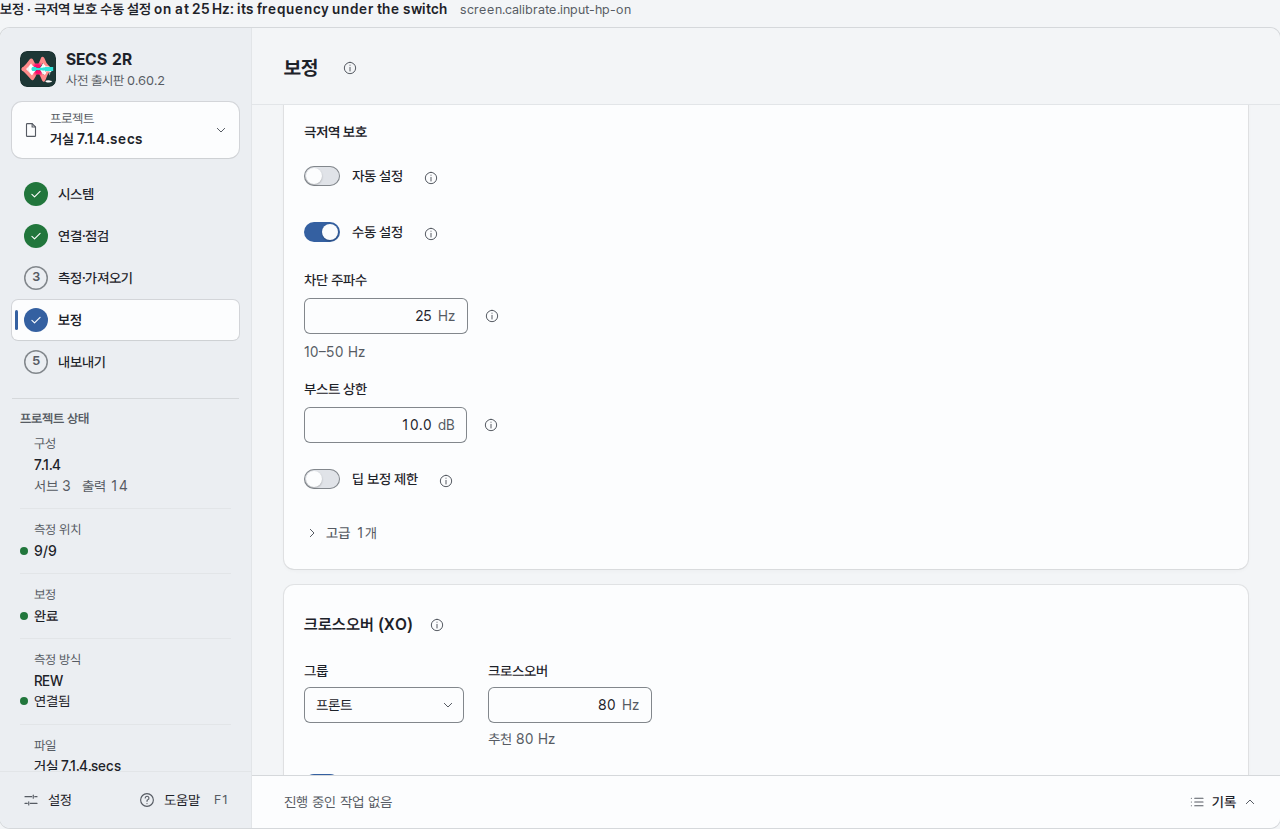 보정 · 극저역 보호 수동 설정 on at 25 Hz: its frequency under the switch screen.calibrate.input-hp-on
SECS 2R
사전 출시판 0.60.2
프로젝트
거실 7.1.4.secs
시스템
연결·점검
3 측정·가져오기
보정
5 내보내기
프로젝트 상태
구성
7.1.4
서브 3 출력 14
측정 위치
9/9
보정
완료
측정 방식
REW
연결됨
파일
거실 7.1.4.secs
설정
도움말 F1
보정
극저역 보호
자동 설정
수동 설정
차단 주파수
25 Hz
10–50 Hz
부스트 상한
10.0 dB
딥 보정 제한
고급 1개
크로스오버 (XO)
그룹 크로스오버
프론트 80 Hz
추천 80 Hz
진행 중인 작업 없음
기록